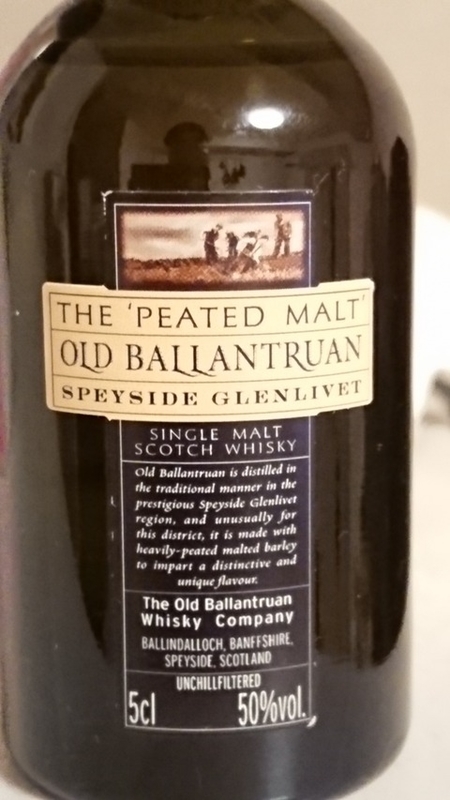 THE 'PEATED MALT'
OLD BALLANTRUAN
SPEYSIDE GLENLIVET
SINGLE MALT
SCOTCH WHISKY
Old Ballantruan is distilled in
the traditional manner in the
prestigious Speyside Glenlivet
region, and unusually for
this district, it is made with
heavily-peated malted barley
to impart a distinctive and
unique flavour.
The Old Ballantruan
Whisky Company
BALLINDALLOCH, BANFFSHIRE,
SPEYSIDE, SCOTLAND
UNCHILLFILTERED
5cl 50%vol.